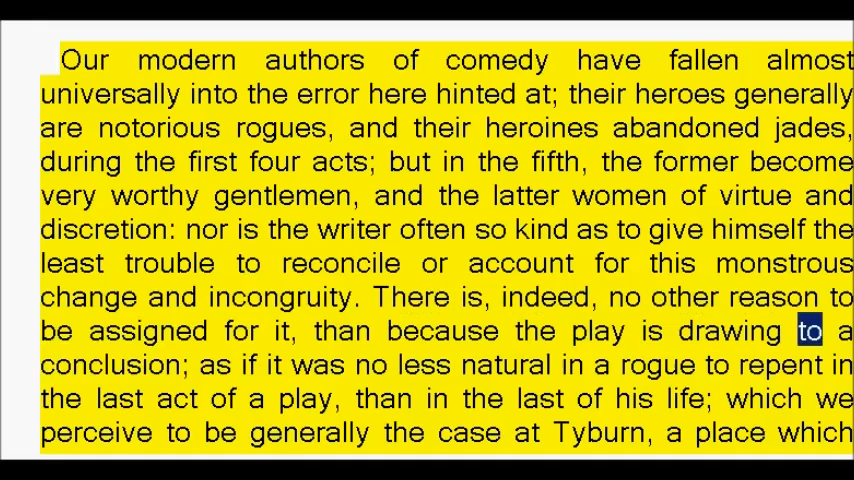 Our modern authors of comedy have fallen almost
universally into the error here hinted at; their heroes generally
are notorious rogues, and their heroines abandoned jades,
during the first four acts; but in the fifth, the former become
very worthy gentlemen, and the latter women of virtue and
discretion: nor is the writer often so kind as to give himself the
least trouble to reconcile or account for this monstrous
change and incongruity. There is, indeed, no other reason to
be assigned for it, than because the play is drawing to a
conclusion; as if it was no less natural in a rogue to repent in
the last act of a play, than in the last of his life; which we
perceive to be generally the case at Tyburn, a place which